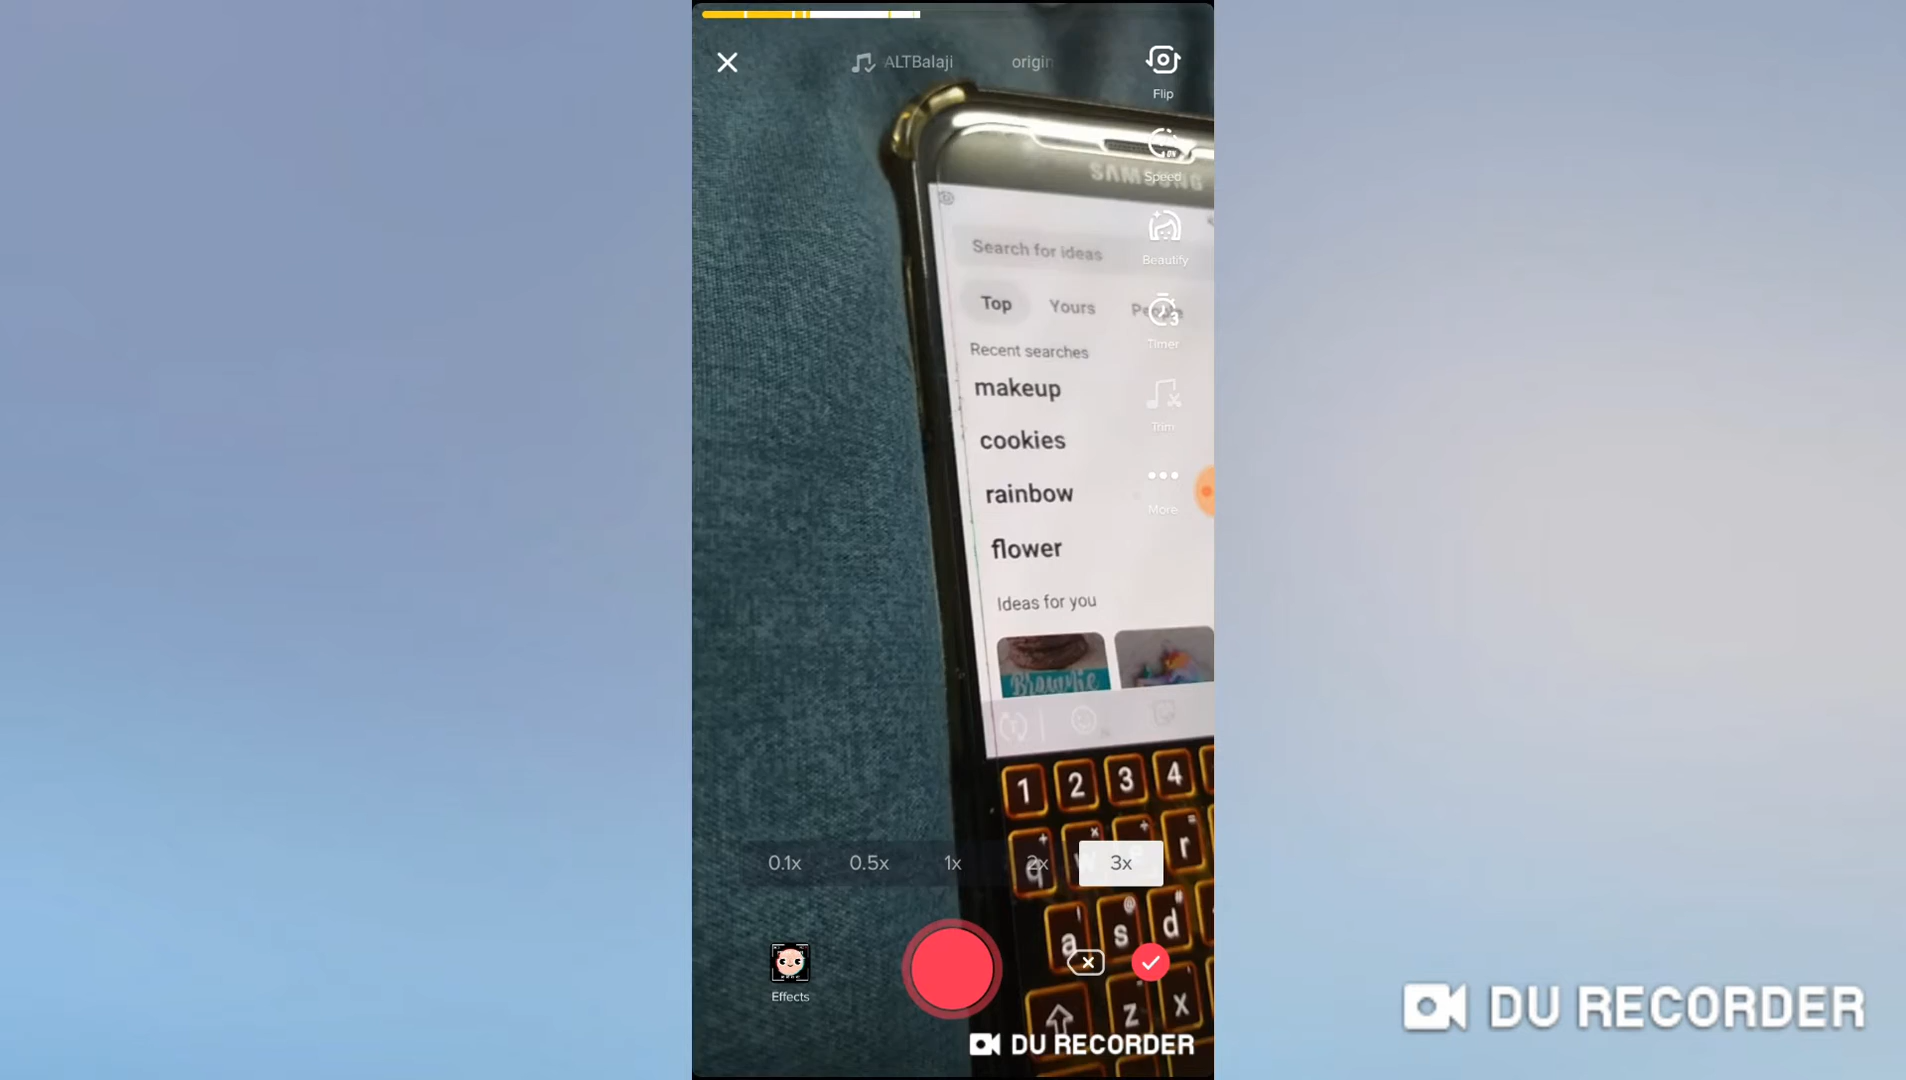 ALTBalaji origin
Flip
SAMSUNG
Speed
Search for ideas
Beautify
Top Yours People
Timer
Recent searches
makeup
Trim
cookies
rainbow
More
flower
Ideas for you
Brownie
1 2 3 4
0.1x 0.5x 1x 2x 3x
q w e r
a s d
z x
Effects
DU RECORDER
DU RECORDER